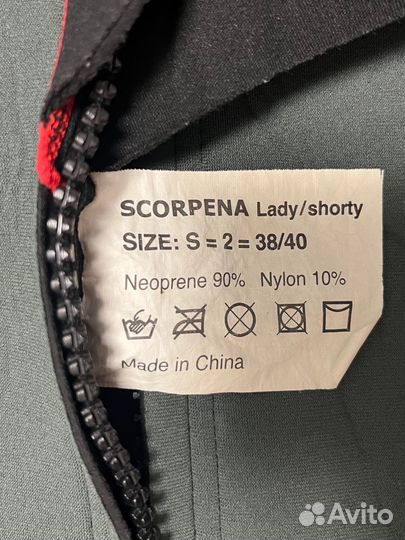 SCORPENA Lady/shorty
SIZE: S = 2 = 38/40
Neoprene 90% Nylon 10%
Made in China
Avito